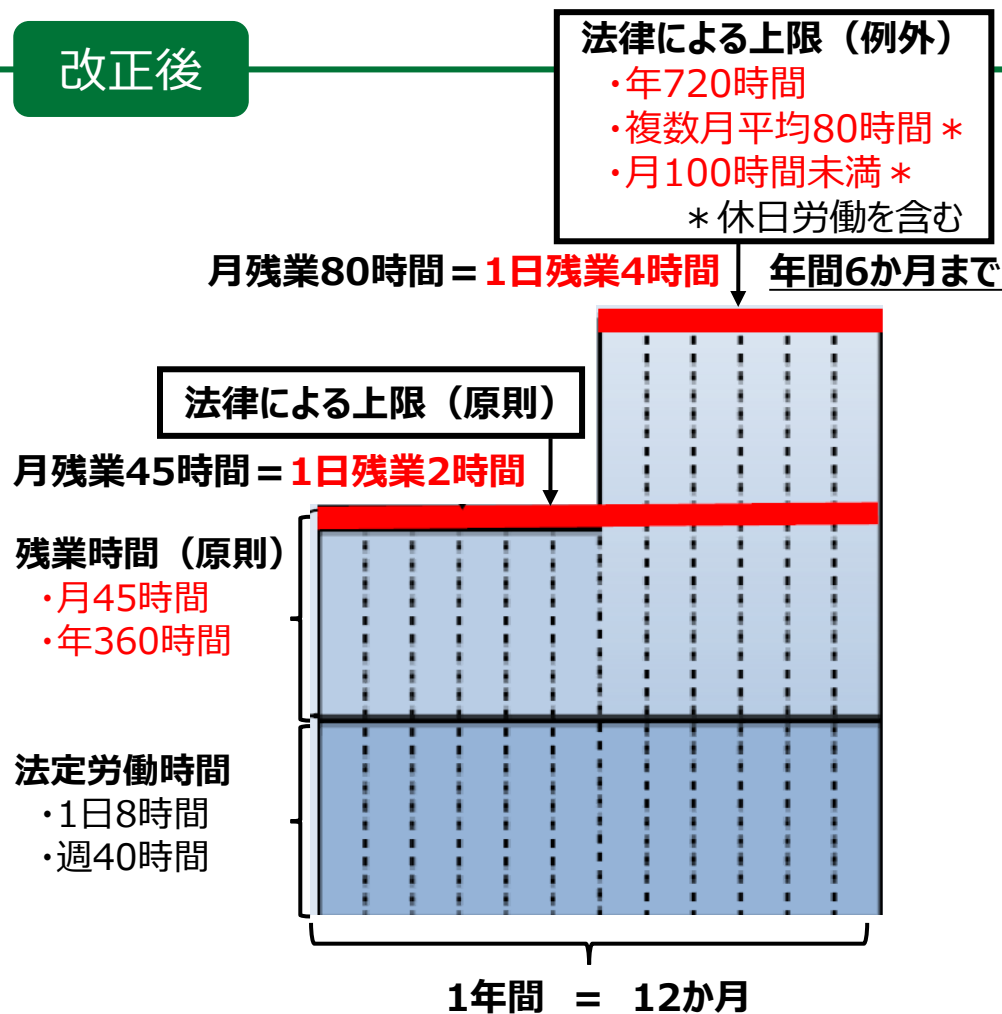 改正後
法律による上限（例外）
・年720時間
・複数月平均80時間＊
・月100時間未満＊
＊休日労働を含む
月残業80時間＝1日残業4時間
年間6か月まで
法律による上限（原則）
月残業45時間＝1日残業2時間
残業時間（原則）
・月45時間
・年360時間
法定労働時間
・1日8時間
・週40時間
1年間 ＝ 12か月